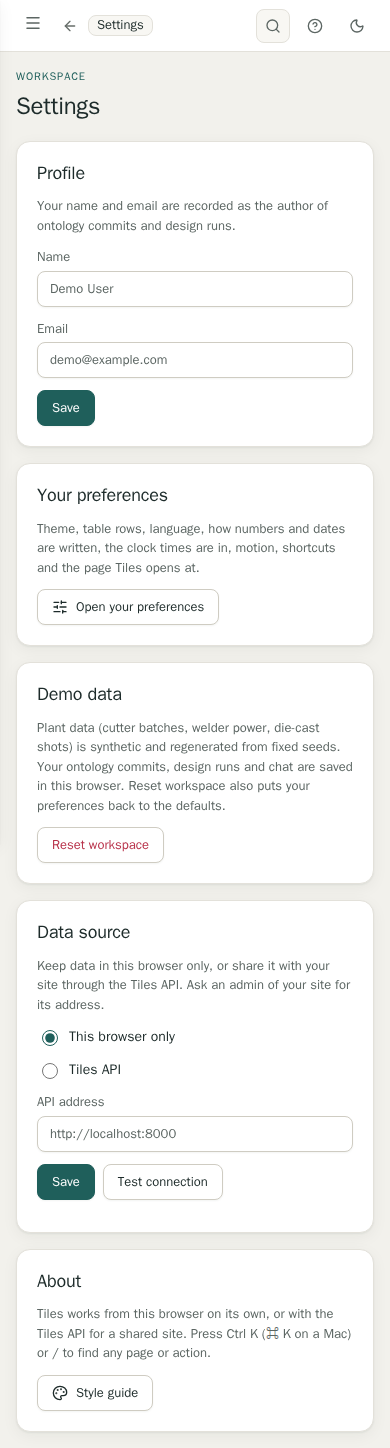 Settings
WORKSPACE
Settings
Profile
Your name and email are recorded as the author of
ontology commits and design runs.
Name
Demo User
Email
demo@example.com
Save
Your preferences
Theme, table rows, language, how numbers and dates
are written, the clock times are in, motion, shortcuts
and the page Tiles opens at.
Open your preferences
Demo data
Plant data (cutter batches, welder power, die-cast
shots) is synthetic and regenerated from fixed seeds.
Your ontology commits, design runs and chat are saved
in this browser. Reset workspace also puts your
preferences back to the defaults.
Reset workspace
Data source
Keep data in this browser only, or share it with your
site through the Tiles API. Ask an admin of your site for
its address.
This browser only
Tiles API
API address
http://localhost:8000
Save
Test connection
About
Tiles works from this browser on its own, or with the
Tiles API for a shared site. Press Ctrl K (⌘ K on a Mac)
or / to find any page or action.
Style guide